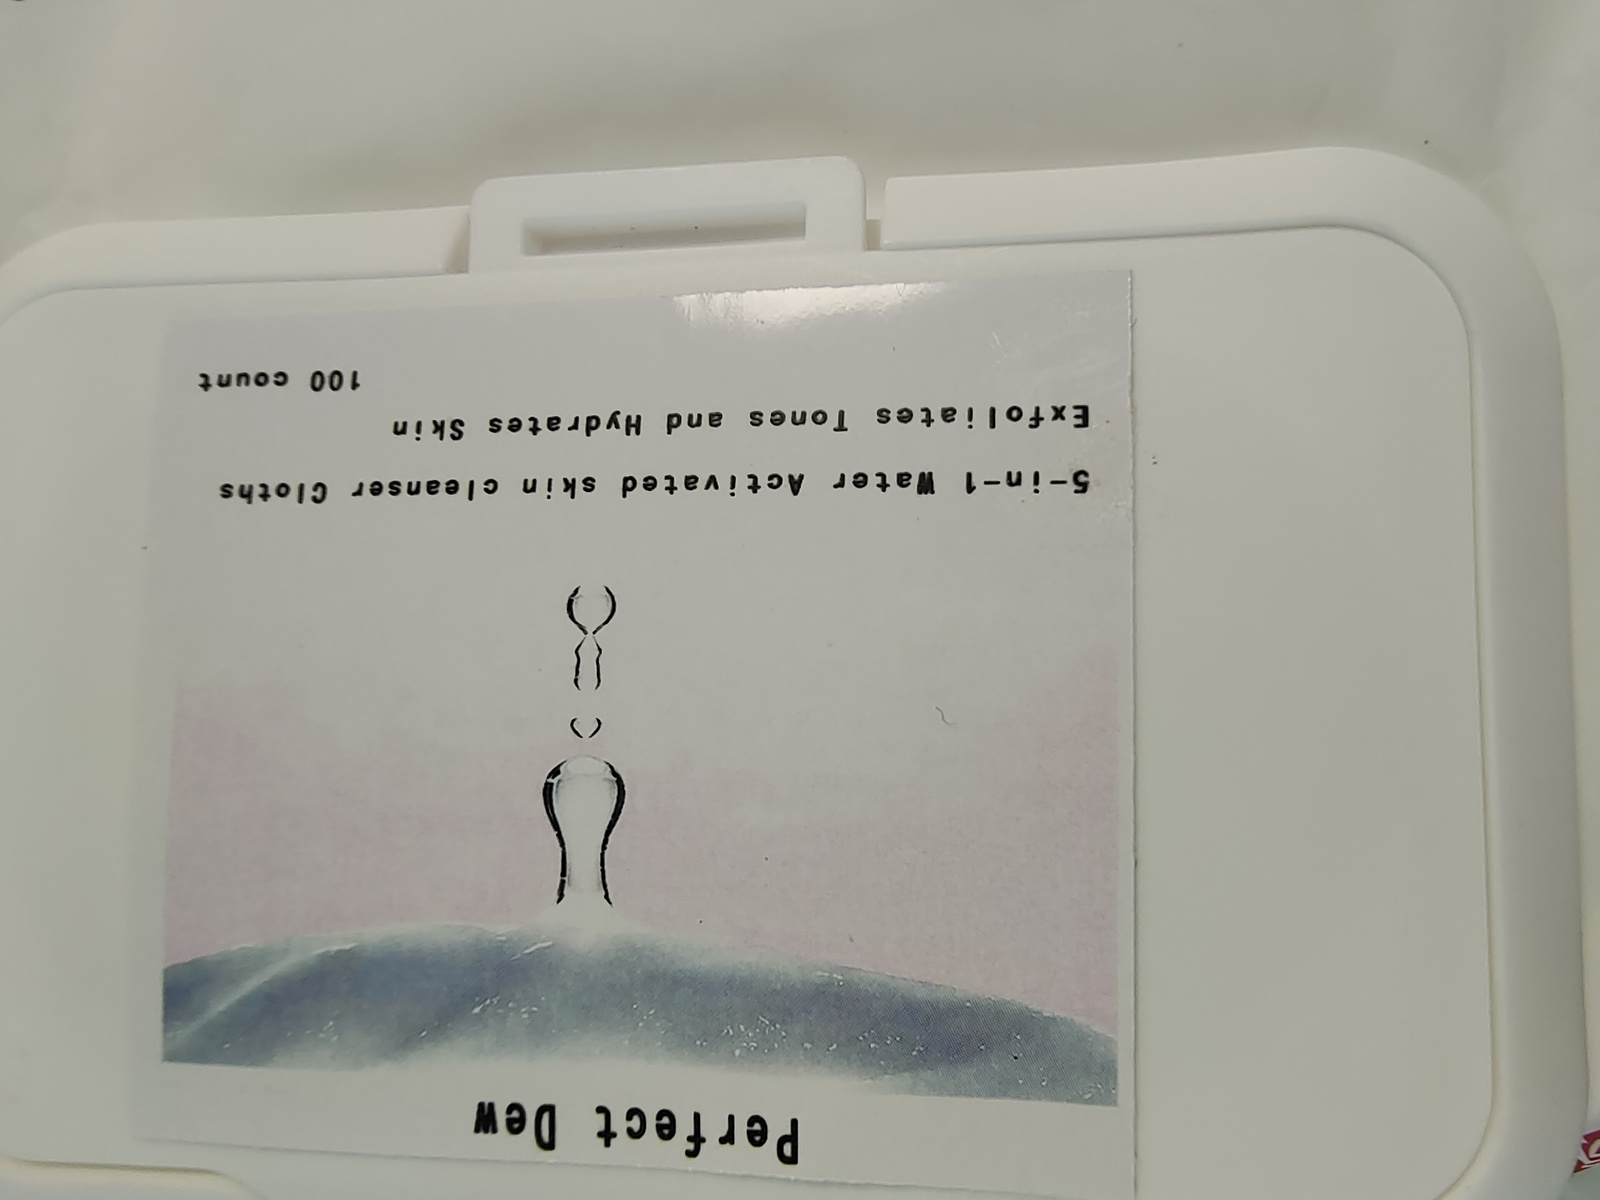 Perfect Dew
5-in-1 Water Activated skin cleanser Cloths
Exfoliates Tones and Hydrates Skin
100 count